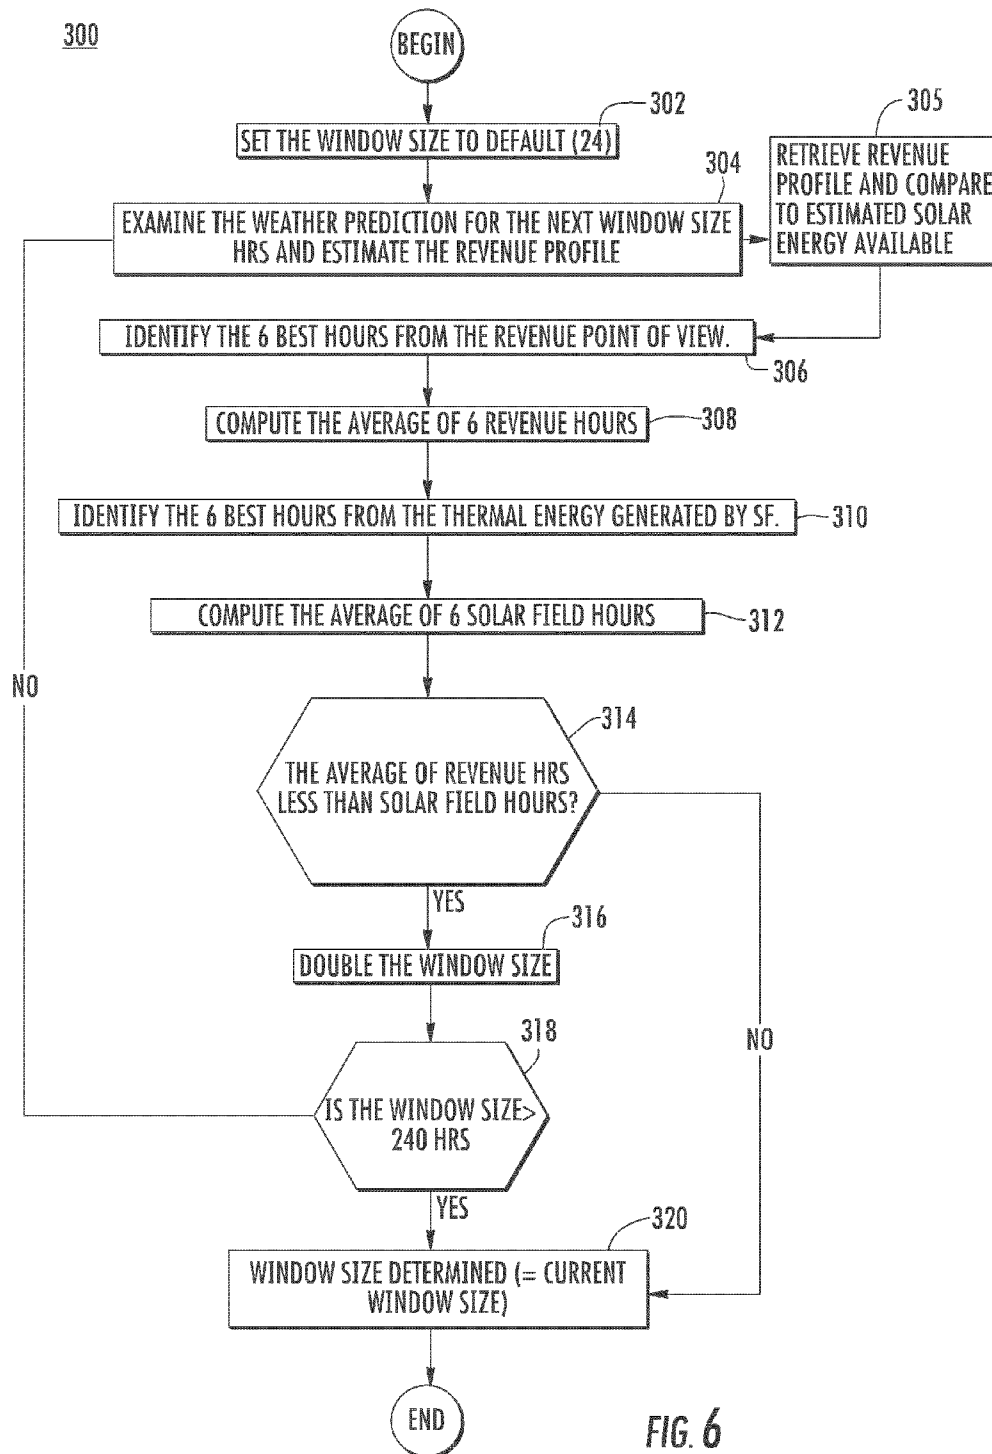 300
BEGIN
302
SET THE WINDOW SIZE TO DEFAULT (24)
304
EXAMINE THE WEATHER PREDICTION FOR THE NEXT WINDOW SIZE
HRS AND ESTIMATE THE REVENUE PROFILE
305
RETRIEVE REVENUE
PROFILE AND COMPARE
TO ESTIMATED SOLAR
ENERGY AVAILABLE
IDENTIFY THE 6 BEST HOURS FROM THE REVENUE POINT OF VIEW.
306
COMPUTE THE AVERAGE OF 6 REVENUE HOURS
308
IDENTIFY THE 6 BEST HOURS FROM THE THERMAL ENERGY GENERATED BY SF.
310
COMPUTE THE AVERAGE OF 6 SOLAR FIELD HOURS
312
NO
314
THE AVERAGE OF REVENUE HRS
LESS THAN SOLAR FIELD HOURS?
YES
316
DOUBLE THE WINDOW SIZE
318
NO
IS THE WINDOW SIZE>
240 HRS
YES
320
WINDOW SIZE DETERMINED (= CURRENT
WINDOW SIZE)
END
FIG. 6